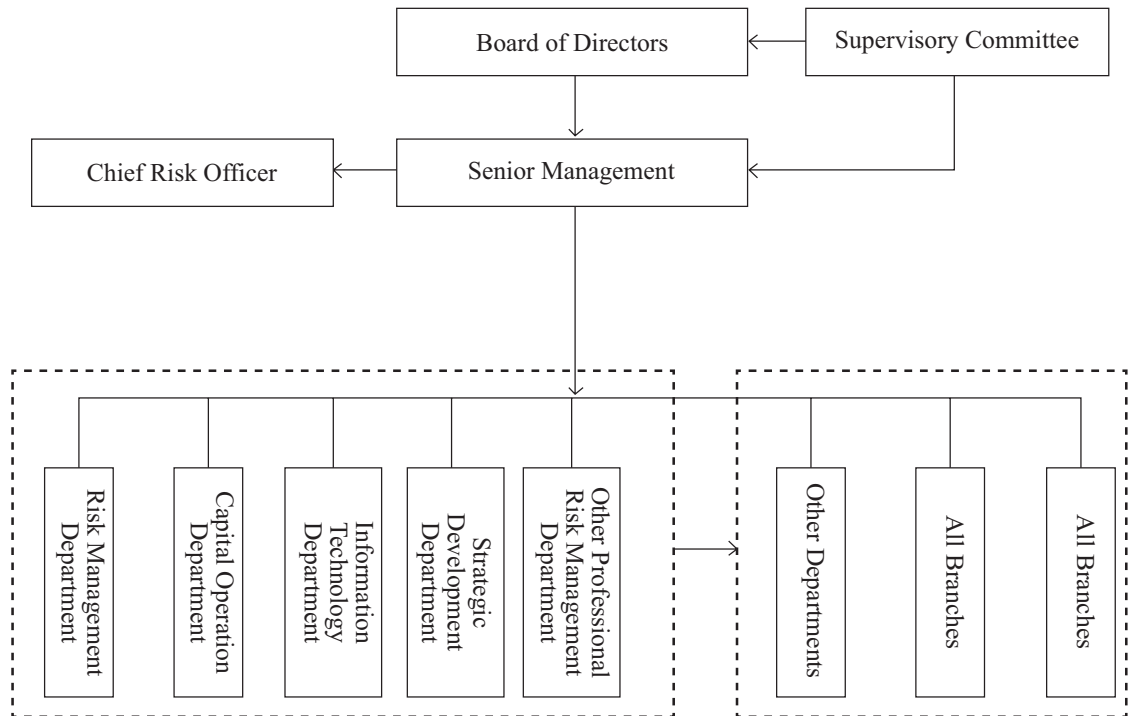 Board of Directors
Supervisory Committee
Chief Risk Officer
Senior Management
Risk Management
Department
Capital Operation
Department
Information
Technology
Department
Strategic
Development
Department
Other Professional
Risk Management
Department
Other Departments
All Branches
All Branches